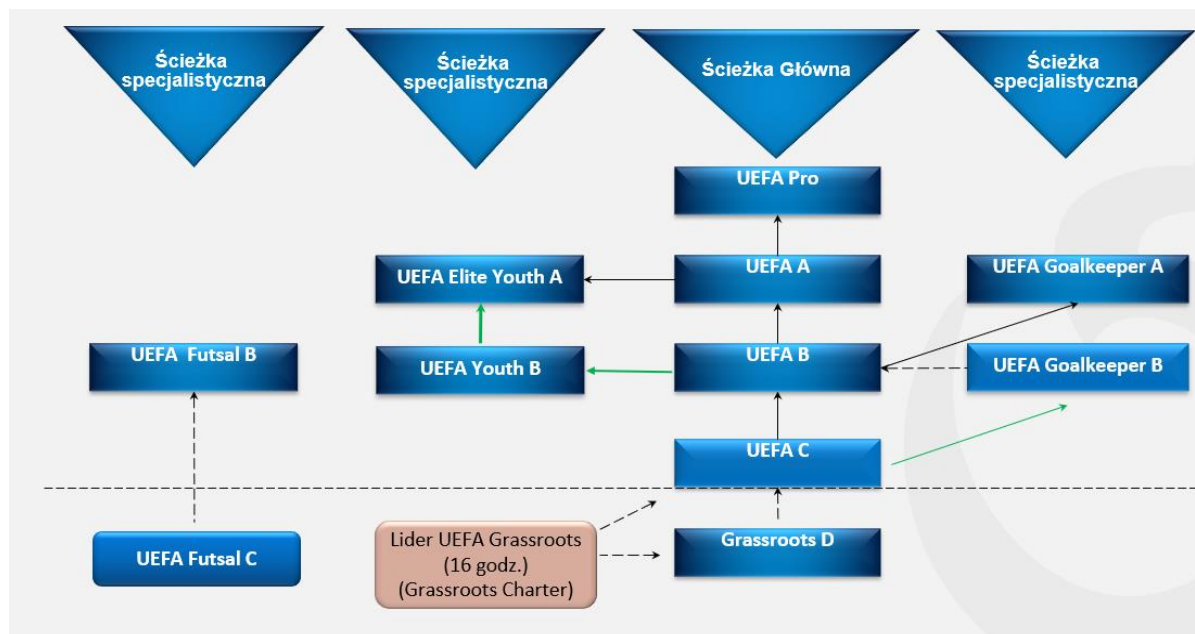 Ścieżka
specjalistyczna
Ścieżka
specjalistyczna
Ścieżka Główna
Ścieżka
specjalistyczna
UEFA Pro
UEFA Elite Youth A
UEFA A
UEFA Goalkeeper A
UEFA  Futsal B
UEFA Youth B
UEFA B
UEFA Goalkeeper B
UEFA C
UEFA Futsal C
Lider UEFA Grassroots
(16 godz.)
(Grassroots Charter)
Grassroots D